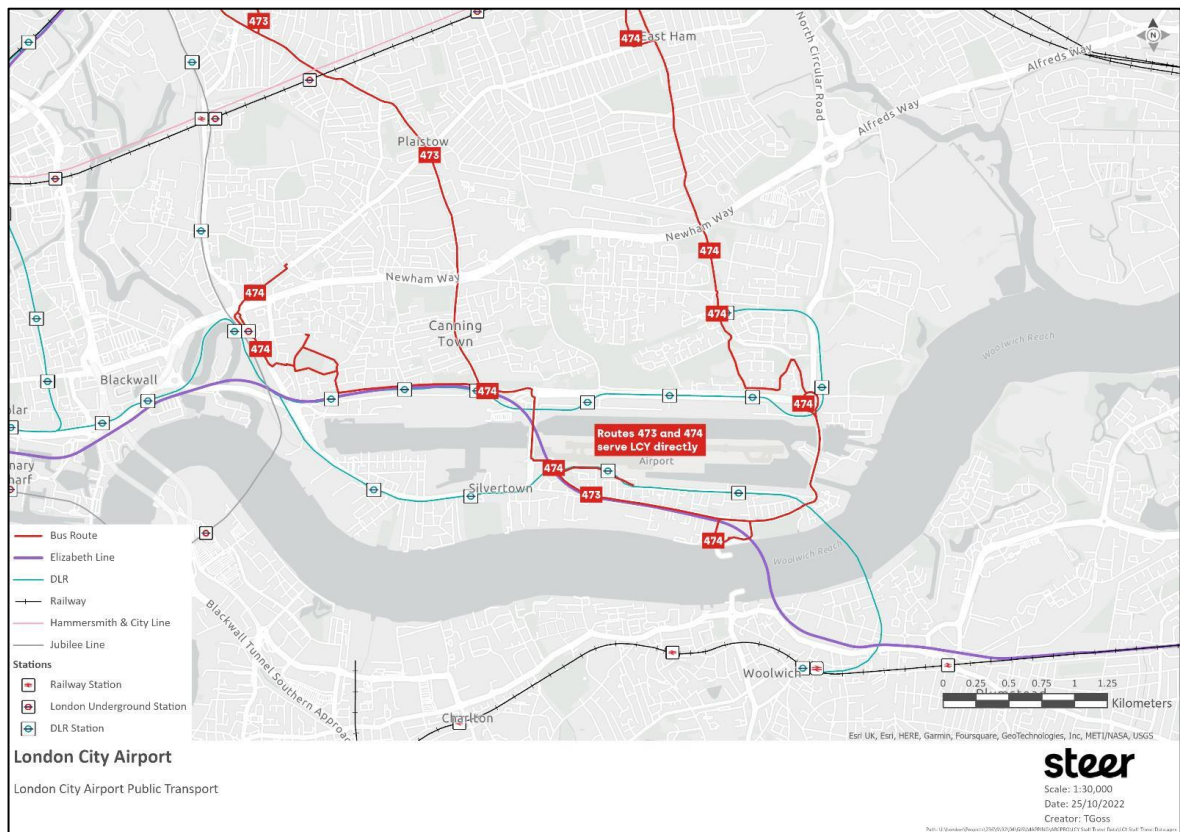 473
474
East Ham
North Circular Road
Alfreds Way
N
Alfreds Way
Plaistow
473
Newham Way
474
Newham Way
474
474
Canning
Town
474
Blackwall
474
474
Woolwich Reach
Routes 473 and 474
serve LCY directly
Airport
474
Silvertown
473
474
Woolwich Reach
Bus Route
Elizabeth Line
DLR
Railway
Hammersmith & City Line
Jubilee Line
Stations
Railway Station
London Underground Station
DLR Station
Blackwall Tunnel Southern Approa
Woolwich
Charlton
Plumstead
0 0.25 0.5 0.75 1 1.25
Kilometers
Esri UK, Esri, HERE, Garmin, Foursquare, GeoTechnologies, Inc, METI/NASA, USGS
London City Airport
London City Airport Public Transport
steer
Scale: 1:30,000
Date: 25/10/2022
Creator: TGoss